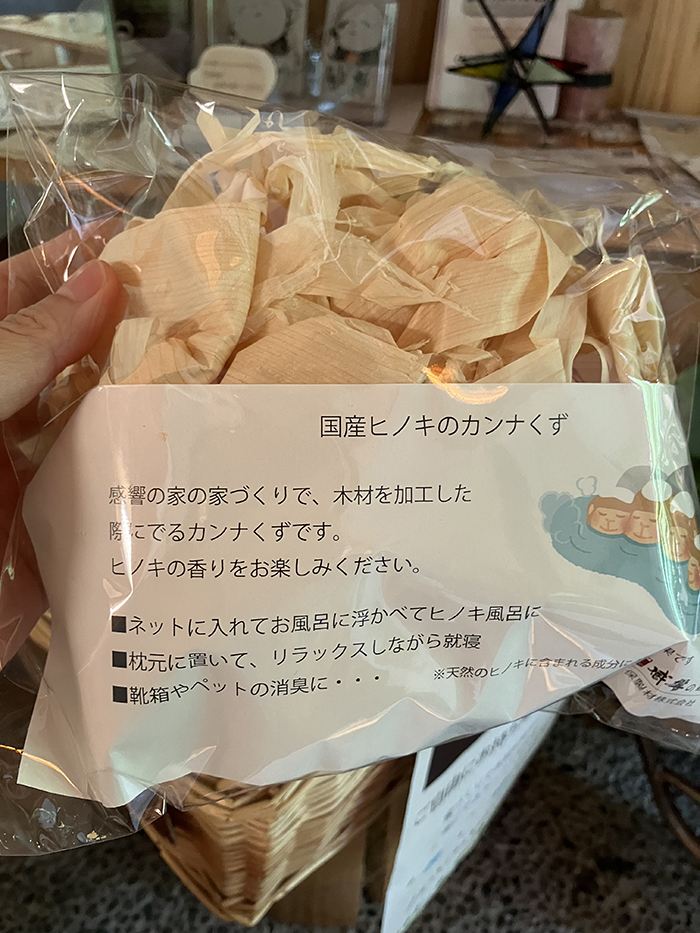 国産ヒノキのカンナくず
感響の家の家づくりで、木材を加工した
際にでるカンナくずです。
ヒノキの香りをお楽しみください。
■ネットに入れてお風呂に浮かべてヒノキ風呂に
■枕元に置いて、リラックスしながら就寝
■靴箱やペットの消臭に・・・
※天然のヒノキに含まれる成分に
株式会社